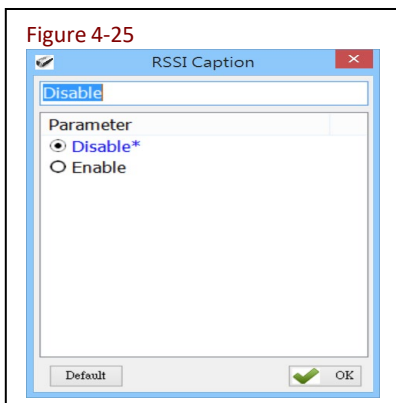 Figure 4-25
RSSI Caption
Disable
Parameter
Disable*
Enable
Default
OK